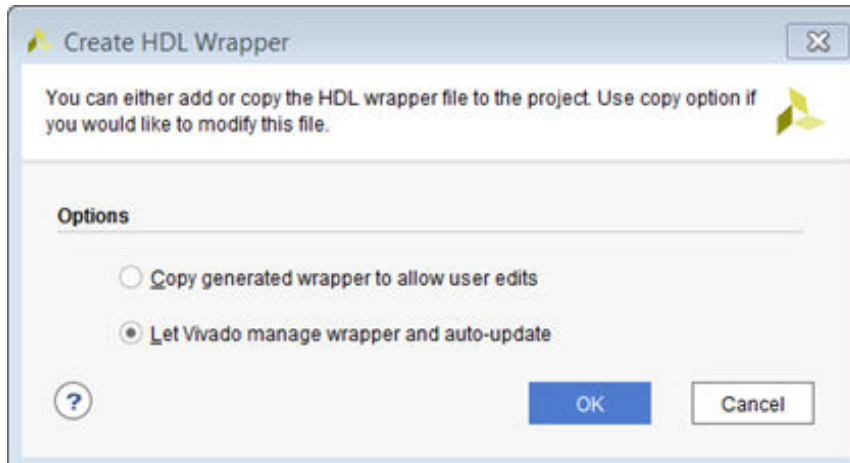 Create HDL Wrapper
You can either add or copy the HDL wrapper file to the project. Use copy option if
you would like to modify this file.
Options
Copy generated wrapper to allow user edits
Let Vivado manage wrapper and auto-update
?
OK
Cancel